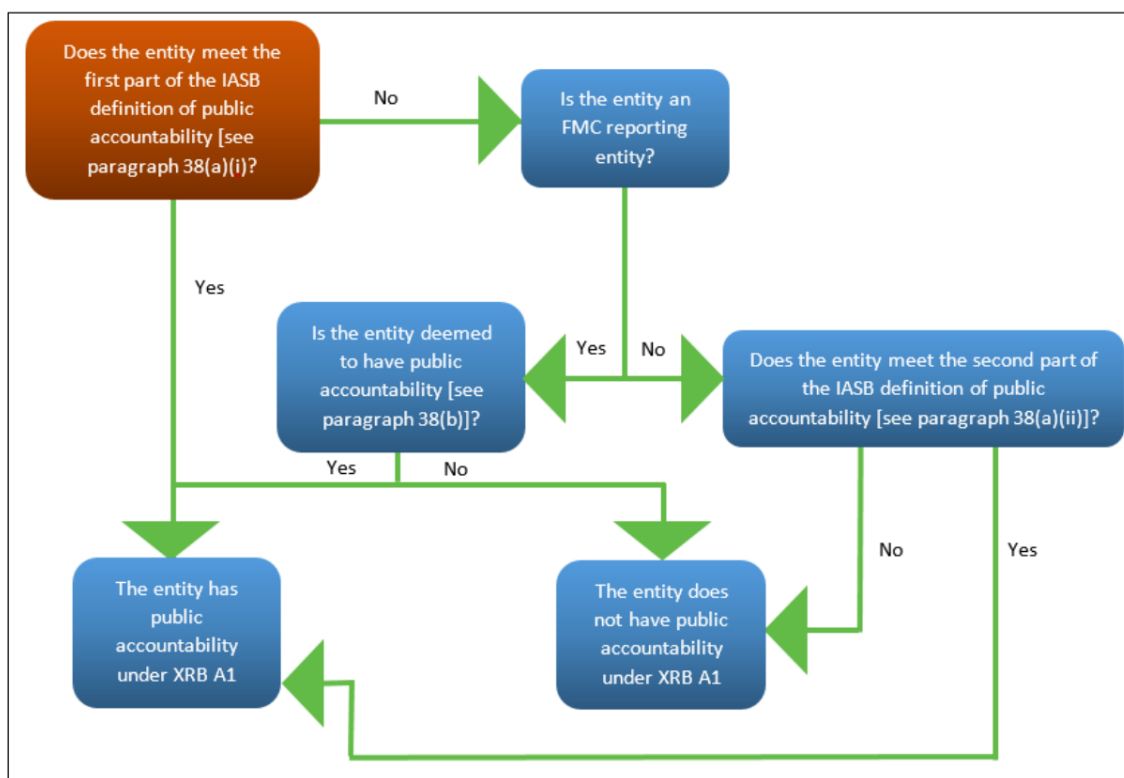 Does the entity meet the
first part of the IASB
definition of public
accountability [see
paragraph 38(a)(i)?
No
Is the entity an
FMC reporting
entity?
Yes
Is the entity deemed
to have public
accountability [see
paragraph 38(b)]?
Yes
No
Does the entity meet the second part of
the IASB definition of public
accountability [see paragraph 38(a)(ii)]?
Yes
No
No
Yes
The entity has
public
accountability
under XRB A1
The entity does
not have public
accountability
under XRB A1